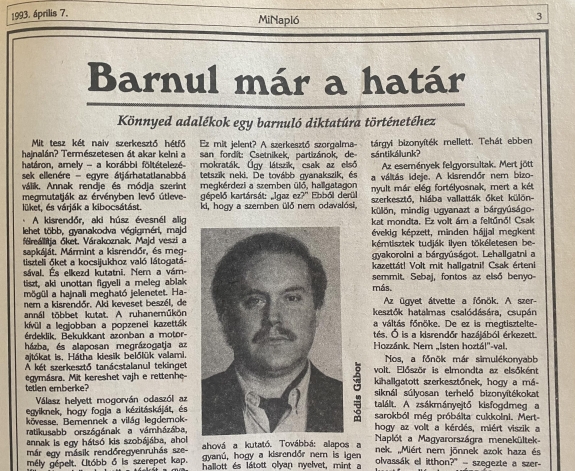 1993. április 7.
MiNapló
3
Barnul már a határ
Könnyed adalékok egy barnuló diktatúra történetéhez
Mit tesz két naiv szerkesztő hétfő
hajnalán? Természetesen át akar kelni a
határon, amely – a korábbi föltételezé-
sek ellenére – egyre átjárhatatlanabbá
válik. Annak rendje és módja szerint
megmutatják az érvényben levő útleve-
lüket, és várják a kibocsátást.
A kisrendőr, aki húsz évesnél alig
lehet több, gyanakodva végigméri, majd
félreállítja őket. Várakoznak. Majd veszi a
sapkáját. Mármint a kisrendőr, és meg-
tiszteli őket a kocsijukhoz való látogatá-
sával. És elkezd kutatni. Nem a vám-
tiszt, aki unottan figyeli a meleg ablak
mögül a hajnali megható jelenetet. Ha-
nem a kisrendőr. Aki keveset beszél, de
annál többet kutat. A ruhaneműkön
kívül a legjobban a popzenei kazetták
érdeklik. Bekukkant azonban a motor-
házba, és alaposan megrázogatja az
ajtókat is. Hátha kiesik belőlük valami.
A két szerkesztő tanácstalanul tekinget
egymásra. Mit kereshet vajh e rettenhe-
tetlen emberke?
Válasz helyett mogorván odaszól az
egyiknek, hogy fogja a kézitáskáját, és
kövesse. Bemennek a világ legdemok-
ratikusabb országának a vámházába,
annak is egy hátsó kis szobájába, ahol
már egy másik rendőregyenruhás sze-
mély gépelt. Utóbb ő is szerepet kap.
Ez mit jelent? A szerkesztő szorgalma-
san fordít: Csetnikek, partizánok, de-
mokraták. Úgy látszik, csak az első
tetszik neki. De tovább gyanakszik, és
megkérdezi a szemben ülő, hallgatagon
gépelő kartársát: „Igaz ez?” Ebből derül
ki, hogy a szemben ülő nem odavalósi,
Bódis Gábor
ahová a kutató. Továbbá: alapos a
gyanú, hogy a kisrendőr nem is igen
hallott és látott olyan nyelvet, mint a
tárgyi bizonyíték mellett. Tehát ebben
sántikálunk?
Az események felgyorsultak. Mert jött
a váltás ideje. A kisrendőr nem bizo-
nyult már elég fortélyosnak, mert a két
szerkesztő, hiába vallatták őket külön-
külön, mindig ugyanazt a bárgyúságo-
kat mondta. Ez volt ám a feltűnő! Csak
évekig képzett, minden hájjal megkent
kémtisztek tudják ilyen tökéletesen be-
gyakorolni a bárgyúságot. Lehallgatni a
kazettát! Volt mit hallgatni! Csak érteni
semmit. Sebaj, fontos az első benyo-
más.
Az ügyet átvette a főnök. A szer-
kesztők hatalmas csalódására, csupán
a váltás főnöke. De ez is megtisztelte-
tés. Ő is a kisrendőr hazájából érkezett.
Hozzánk. Nem „Isten hoztá!”-val.
Nos, a főnök már simulékonyabb
volt. Először is elmondta az elsőként
kihallgatott szerkesztőnek, hogy a má-
siknál súlyosan terhelő bizonyítékokat
talált. A zsákmányejtő kisfogdmeg a
sarokból még próbálta cukkolni. Mert-
hogy az volt a kérdés, miért viszik a
Naplót a Magyarországra menekültek-
nek. „Miért nem jönnek azok haza és
olvassák el itthon?” – szegezte a szer-